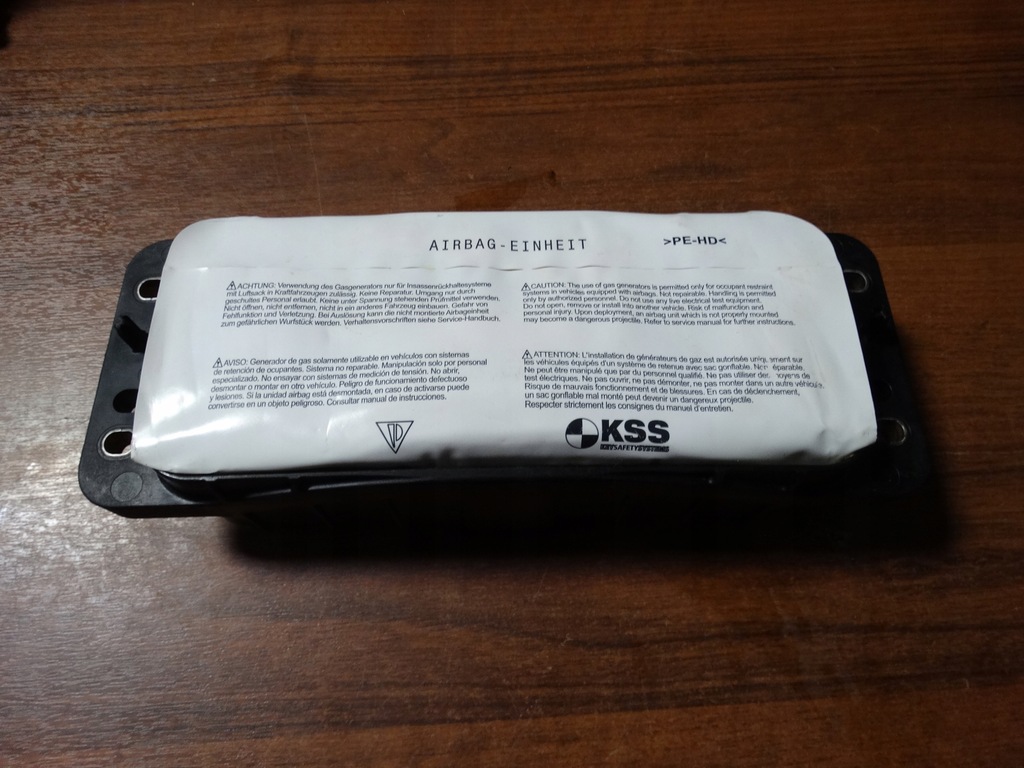 AIRBAG-EINHEIT
>PE-HD<
ACHTUNG: Verwendung des Gasgenerators nur für Insassenrückhaltesysteme
mit Luftsack in Kraftfahrzeugen zulässig. Keine Reparatur. Umgang nur durch
geschultes Personal erlaubt. Keine unter Spannung stehenden Prüfmittel verwenden.
Nicht öffnen, nicht entfernen, nicht in ein anderes Fahrzeug einbauen. Gefahr von
Fehlfunktion und Verletzung. Bei Auslösung kann die nicht montierte Airbageinheit
zum gefährlichen Wurfstück werden. Verhaltensvorschriften siehe Service-Handbuch.
CAUTION: The use of gas generators is permitted only for occupant restraint
systems in vehicles equipped with airbags. Not repairable. Handling is permitted
only by authorized personnel. Do not use any live electrical test equipment.
Do not open, remove or install into another vehicle. Risk of malfunction and
personal injury. Upon deployment, an airbag unit which is not properly mounted
may become a dangerous projectile. Refer to service manual for further instructions.
AVISO: Generador de gas solamente utilizable en vehículos con sistemas
de retención de ocupantes. Sistema no reparable. Manipulación solo por personal
especializado. No ensayar con sistemas de medición de tensión. No abrir,
desmontar o montar en otro vehículo. Peligro de funcionamiento defectuoso
y lesiones. Si la unidad airbag está desmontada, en caso de activarse puede
convertirse en un objeto peligroso. Consultar manual de instrucciones.
ATTENTION: L'installation de générateurs de gaz est autorisée sur
les véhicules équipés d'un système de retenue avec sac gonflable. éparable.
Ne peut être manipulé que par du personnel qualifié. Ne pas utiliser oyens de
test électriques. Ne pas ouvrir, ne pas démonter, ne pas monter dans un autre véhicule.
Risque de mauvais fonctionnement et de blessures. En cas de déclenchement,
un sac gonflable mal monté peut devenir un dangereux projectile.
Respecter strictement les consignes du manuel d'entretien.
KSS
KEYSAFETYSYSTEMS